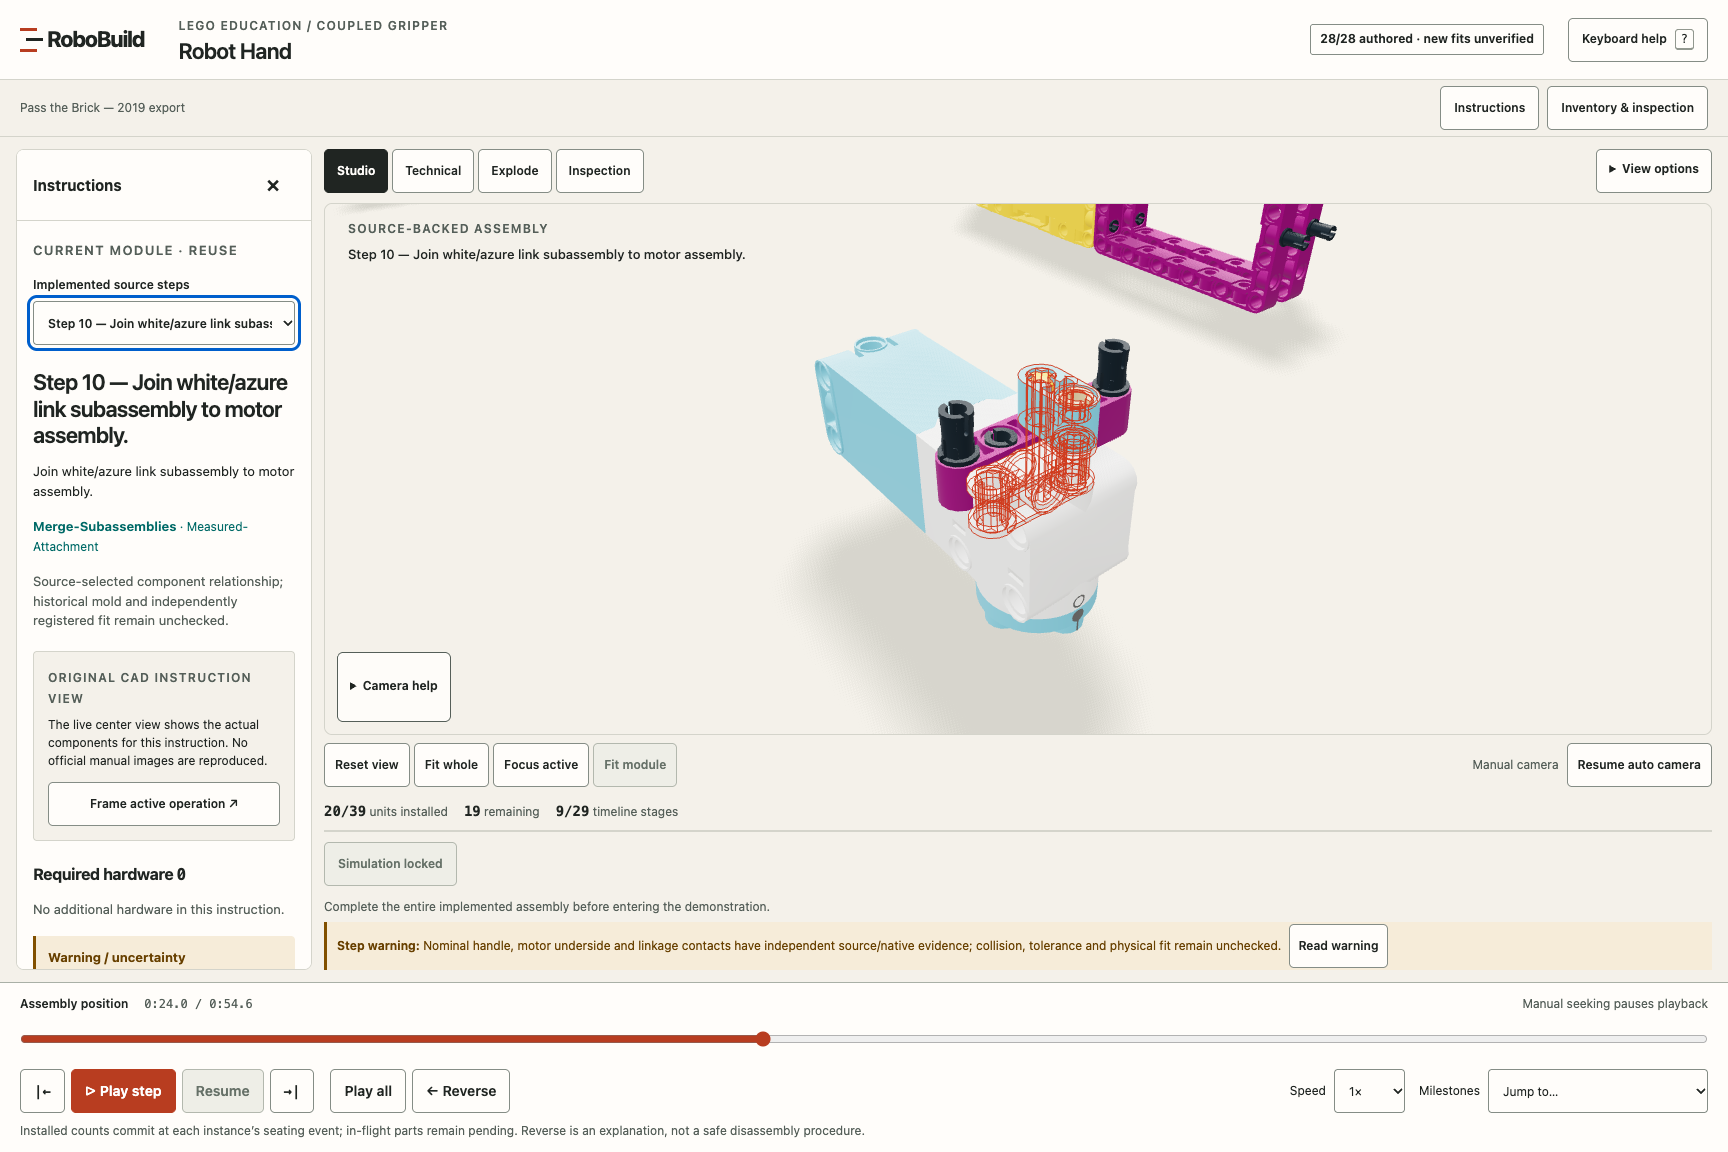 RoboBuild
LEGO EDUCATION / COUPLED GRIPPER
Robot Hand
28/28 authored · new fits unverified
Keyboard help ?
Pass the Brick — 2019 export
Instructions
Inventory & inspection
Instructions
CURRENT MODULE · REUSE
Implemented source steps
Step 10 — Join white/azure link subas
Step 10 — Join white/azure
link subassembly to motor
assembly.
Join white/azure link subassembly to motor
assembly.
Merge-Subassemblies · Measured-
Attachment
Source-selected component relationship;
historical mold and independently
registered fit remain unchecked.
ORIGINAL CAD INSTRUCTION
VIEW
The live center view shows the actual
components for this instruction. No
official manual images are reproduced.
Frame active operation ↗
Required hardware 0
No additional hardware in this instruction.
Warning / uncertainty
Studio
Technical
Explode
Inspection
View options
SOURCE-BACKED ASSEMBLY
Step 10 — Join white/azure link subassembly to motor assembly.
Camera help
Reset view
Fit whole
Focus active
Fit module
Manual camera
Resume auto camera
20/39 units installed 19 remaining 9/29 timeline stages
Simulation locked
Complete the entire implemented assembly before entering the demonstration.
Step warning: Nominal handle, motor underside and linkage contacts have independent source/native evidence; collision, tolerance and physical fit remain unchecked.
Read warning
Assembly position 0:24.0 / 0:54.6
Manual seeking pauses playback
|←
Play step
Resume
→|
Play all
← Reverse
Speed
1×
Milestones
Jump to...
Installed counts commit at each instance's seating event; in-flight parts remain pending. Reverse is an explanation, not a safe disassembly procedure.